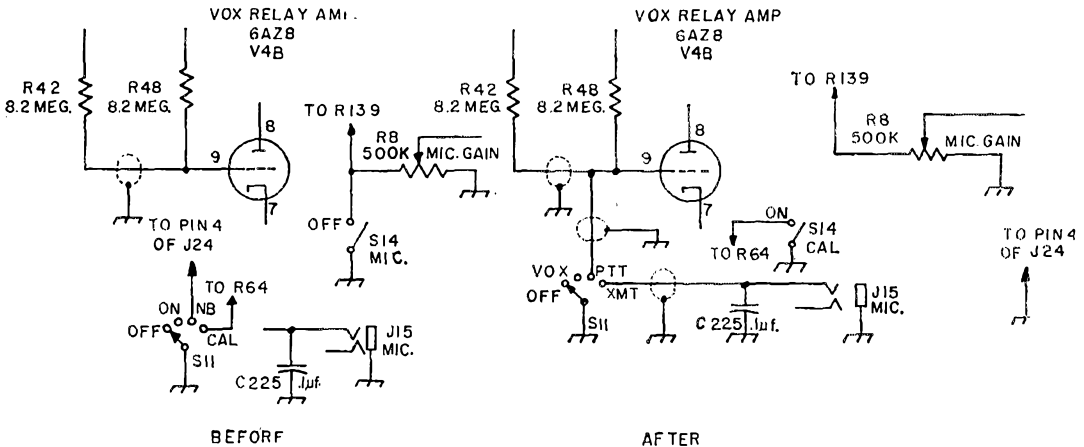 VOX RELAY AMP.
6AZ8
V4B
R42
8.2 MEG.
R48
8.2 MEG.
8
9
7
TO R139
R8
500K
MIC. GAIN
OFF
S14
MIC.
TO PIN 4
OF J24
TO R64
ON
NB
OFF
CAL
S11
J15
MIC.
C225
.1µf.
BEFORE
VOX RELAY AMP
6AZ8
V4B
R42
8.2 MEG.
R48
8.2 MEG.
8
9
7
TO R139
R8
500K
MIC. GAIN
ON
S14
CAL
TO R64
TO PIN 4
OF J24
VOX
PTT
OFF
XMT
S11
C225
.1µf.
J15
MIC.
AFTER